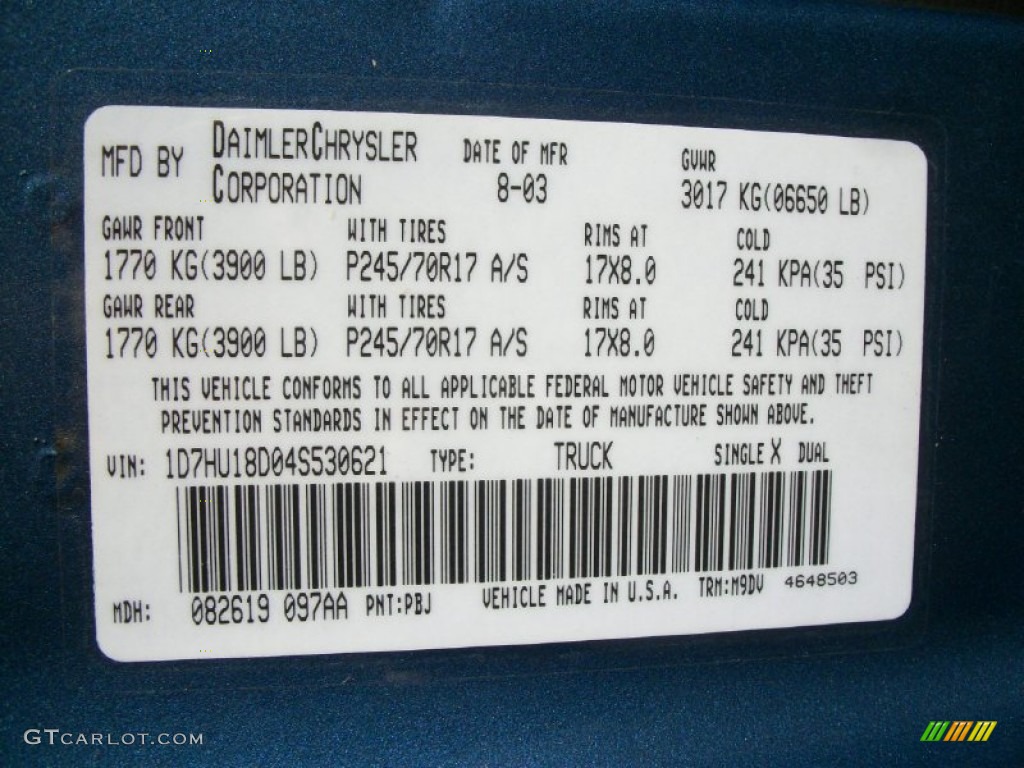 MFD BY DAIMLERCHRYSLER CORPORATION DATE OF MFR 8-03 GVWR 3017 KG(06650 LB)
GAWR FRONT WITH TIRES RIMS AT COLD
1770 KG(3900 LB) P245/70R17 A/S 17X8.0 241 KPA(35 PSI)
GAWR REAR WITH TIRES RIMS AT COLD
1770 KG(3900 LB) P245/70R17 A/S 17X8.0 241 KPA(35 PSI)
THIS VEHICLE CONFORMS TO ALL APPLICABLE FEDERAL MOTOR VEHICLE SAFETY AND THEFT
PREVENTION STANDARDS IN EFFECT ON THE DATE OF MANUFACTURE SHOWN ABOVE.
VIN: 1D7HU18D04S530621 TYPE: TRUCK SINGLE X DUAL
MDH: 082619 097AA PNT:PBJ VEHICLE MADE IN U.S.A. TRM:M9DV 4648503
GTCARLOT.COM